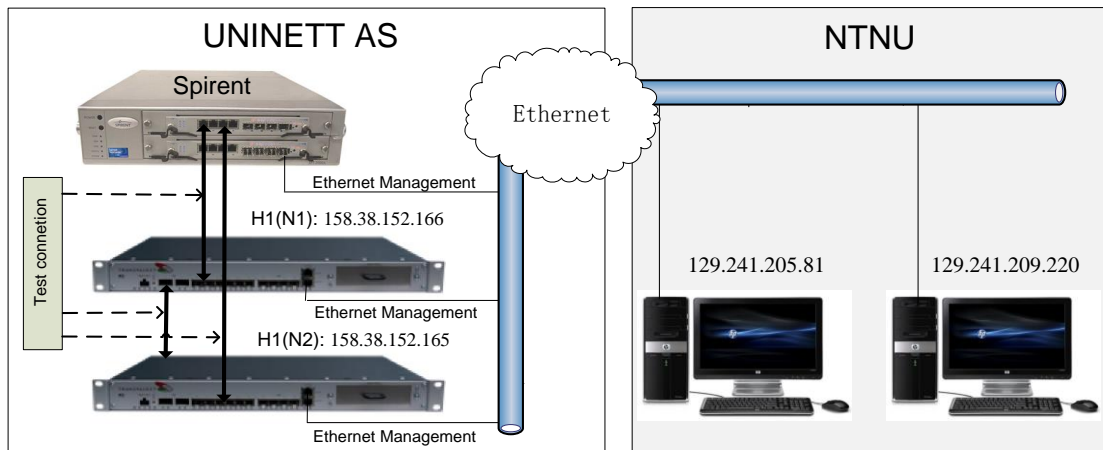 UNINETT AS
NTNU
Spirent
Ethernet
Ethernet Management
H1(N1): 158.38.152.166
Test connetion
129.241.205.81
129.241.209.220
Ethernet Management
H1(N2): 158.38.152.165
Ethernet Management